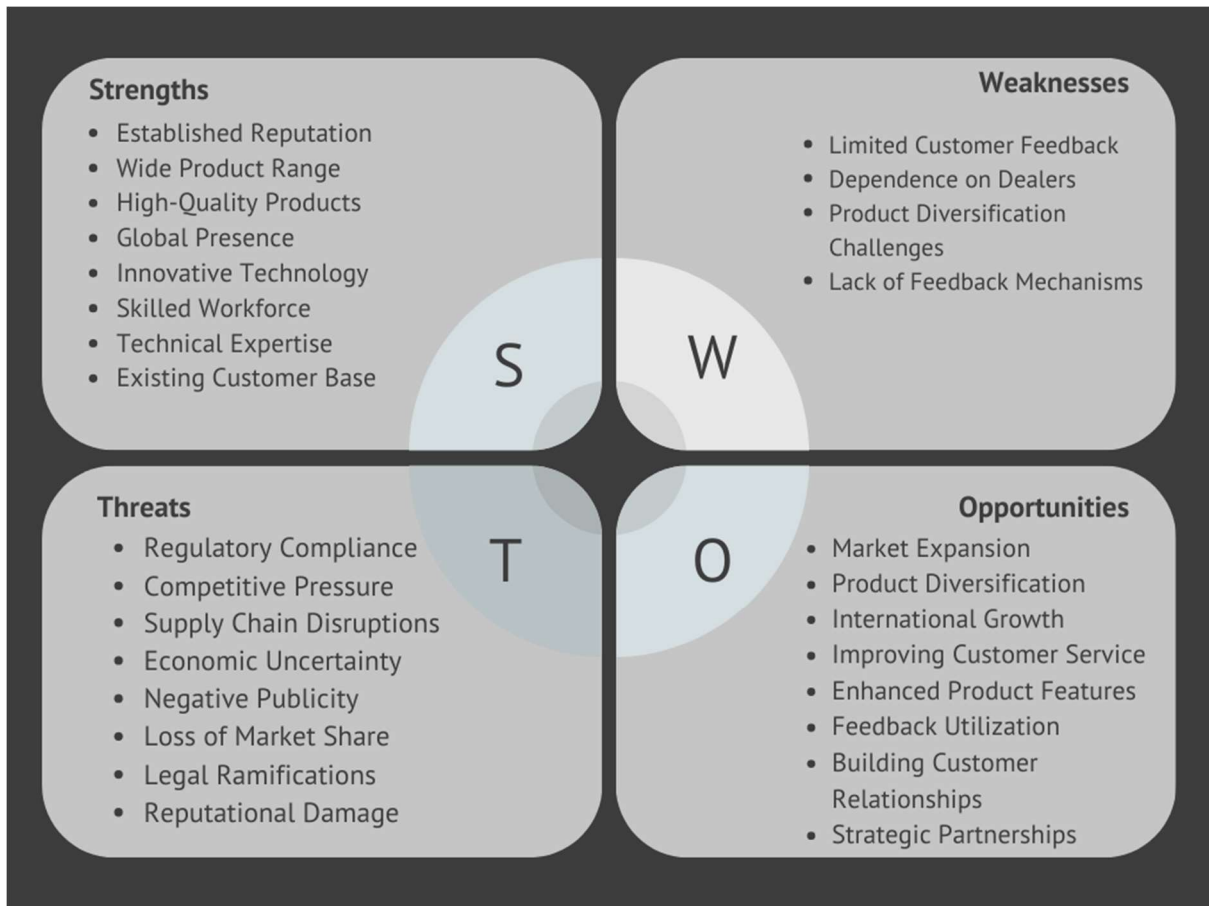 Strengths
• Established Reputation
• Wide Product Range
• High-Quality Products
• Global Presence
• Innovative Technology
• Skilled Workforce
• Technical Expertise
• Existing Customer Base
S
Weaknesses
• Limited Customer Feedback
• Dependence on Dealers
• Product Diversification
Challenges
• Lack of Feedback Mechanisms
W
Threats
• Regulatory Compliance
• Competitive Pressure
• Supply Chain Disruptions
• Economic Uncertainty
• Negative Publicity
• Loss of Market Share
• Legal Ramifications
• Reputational Damage
T
Opportunities
• Market Expansion
• Product Diversification
• International Growth
• Improving Customer Service
• Enhanced Product Features
• Feedback Utilization
• Building Customer
Relationships
• Strategic Partnerships
O